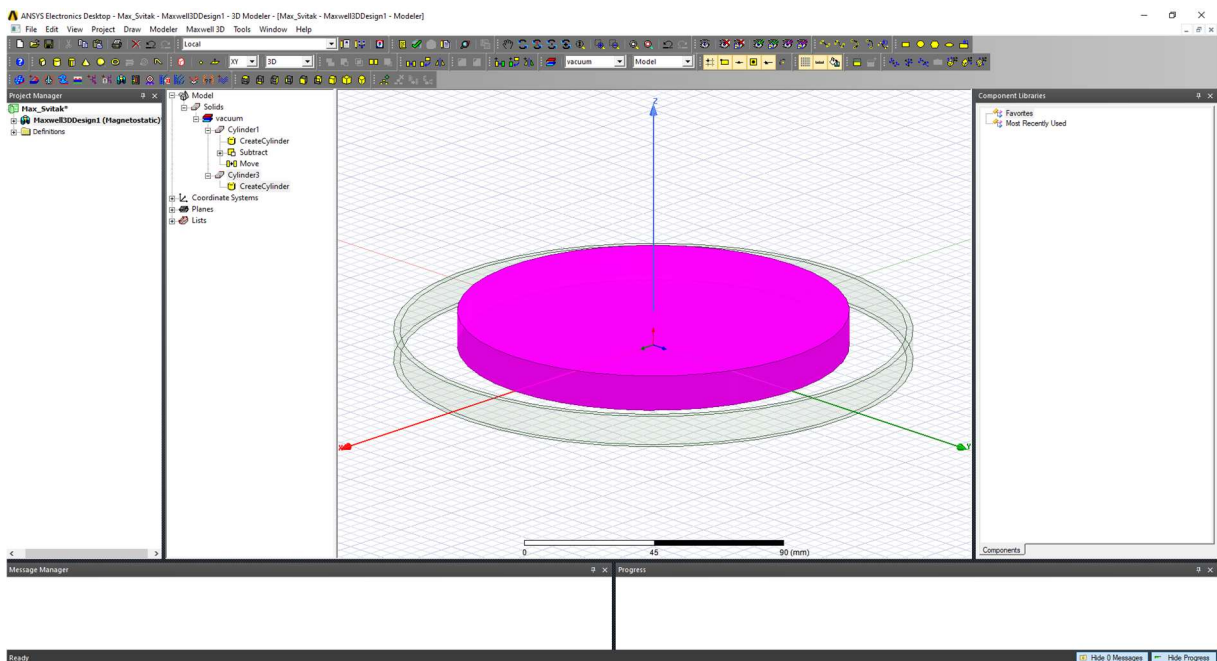 ANSYS Electronics Desktop - Max_Svitak - Maxwell3DDesign1 - 3D Modeler - [Max_Svitak - Maxwell3DDesign1 - Modeler]
File Edit View Project Draw Modeler Maxwell 3D Tools Window Help
Local
XY 3D vacuum Model
Project Manager
Max_Svitak*
Maxwell3DDesign1 (Magnetostatic)*
Definitions
Model
Solids
vacuum
Cylinder1
CreateCylinder
Subtract
Move
Cylinder3
CreateCylinder
Coordinate Systems
Planes
Lists
Z
X
Y
0 45 90 (mm)
Component Libraries
Favorites
Most Recently Used
Components
Message Manager
Progress
Ready
Hide 0 Messages Hide Progress